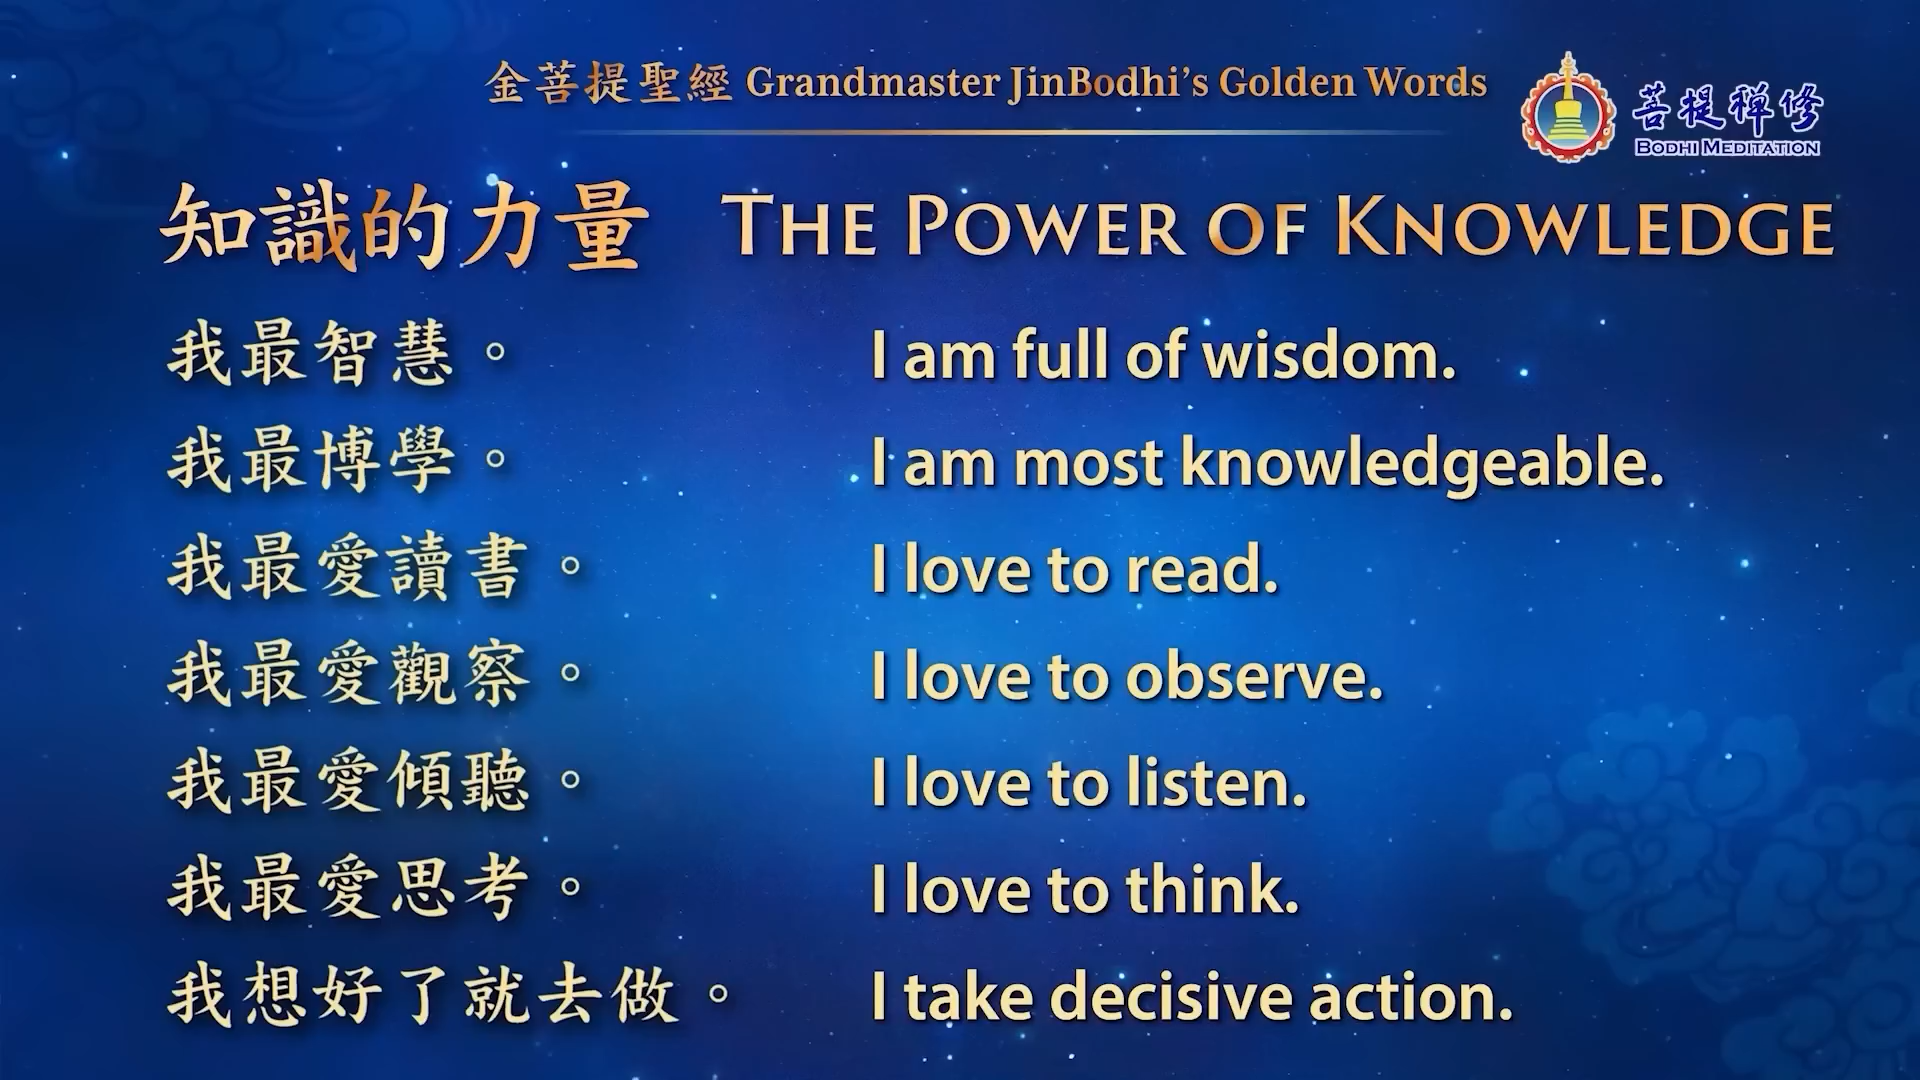 金菩提聖經 Grandmaster JinBodhi's Golden Words
菩提禪修
BODHI MEDITATION
知識的力量 THE POWER OF KNOWLEDGE
我最智慧。 I am full of wisdom.
我最博學。 I am most knowledgeable.
我最愛讀書。 I love to read.
我最愛觀察。 I love to observe.
我最愛傾聽。 I love to listen.
我最愛思考。 I love to think.
我想好了就去做。 I take decisive action.